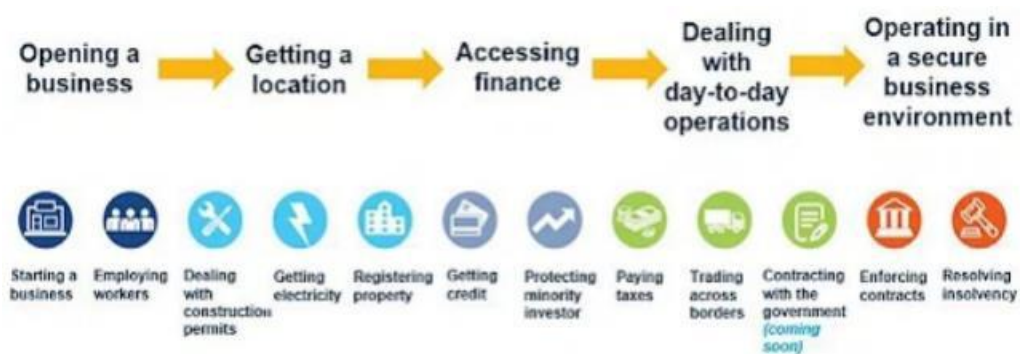 Opening a
business
Getting a
location
Accessing
finance
Dealing
with
day-to-day
operations
Operating in
a secure
business
environment
Starting a
business
Employing
workers
Dealing
with
construction
permits
Getting
electricity
Registering
property
Getting
credit
Protecting
minority
investor
Paying
taxes
Trading
across
borders
Contracting
with the
government
(coming
soon)
Enforcing
contracts
Resolving
insolvency